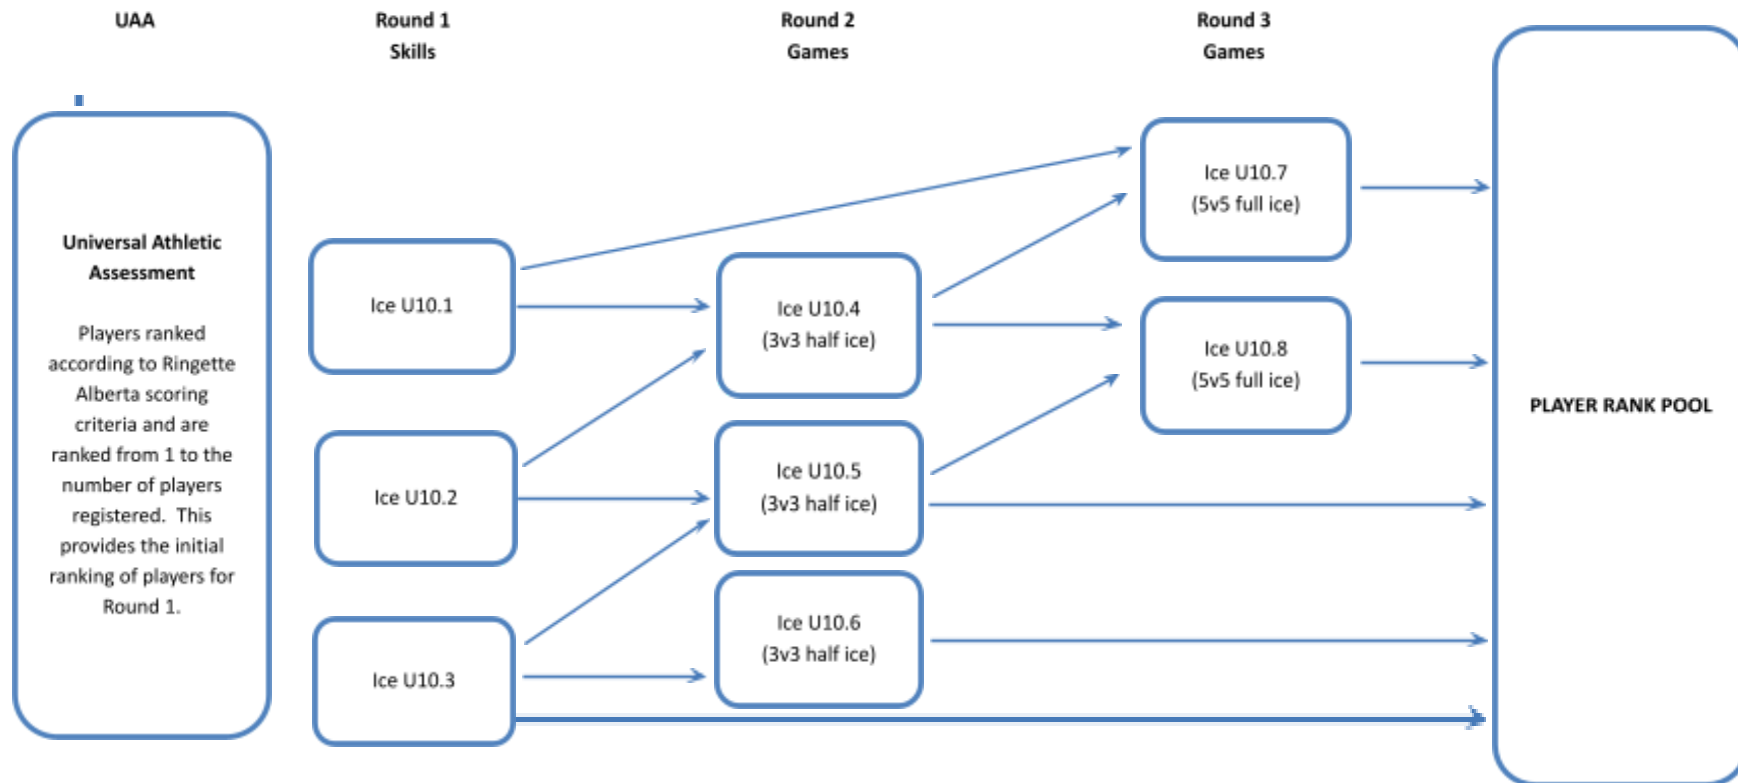 UAA
Round 1
Skills
Round 2
Games
Round 3
Games
Universal Athletic
Assessment
Players ranked
according to Ringette
Alberta scoring
criteria and are
ranked from 1 to the
number of players
registered.  This
provides the initial
ranking of players for
Round 1.
Ice U10.1
Ice U10.2
Ice U10.3
Ice U10.4
(3v3 half ice)
Ice U10.5
(3v3 half ice)
Ice U10.6
(3v3 half ice)
Ice U10.7
(5v5 full ice)
Ice U10.8
(5v5 full ice)
PLAYER RANK POOL